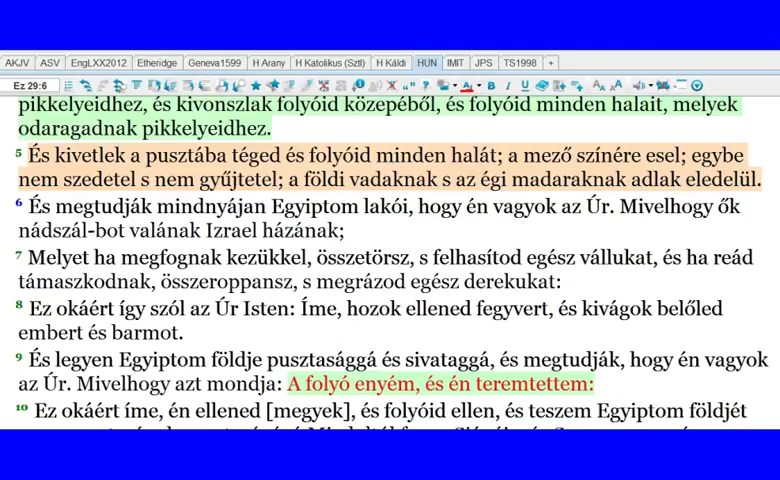 AKJV ASV EngLXX2012 Etheridge Geneva1599 H Arany H Katolikus (Sztl) H Káldi HUN IMIT JPS TS1998 +
Ez 29:6
pikkelyeidhez, és kivonszlak folyóid közepéből, és folyóid minden halait, melyek
odaragadnak pikkelyeidhez.
5 És kivetlek a pusztába téged és folyóid minden halát; a mező színére esel; egybe
nem szedetel s nem gyűjtetel; a földi vadaknak s az égi madaraknak adlak eledelül.
6 És megtudják mindnyájan Egyiptom lakói, hogy én vagyok az Úr. Mivelhogy ők
nádszál-bot valának Izrael házának;
7 Melyet ha megfognak kezükkel, összetörsz, s felhasítod egész vállukat, és ha reád
támaszkodnak, összeroppansz, s megrázod egész derekukat:
8 Ez okáért így szól az Úr Isten: Íme, hozok ellened fegyvert, és kivágok belőled
embert és barmot.
9 És legyen Egyiptom földje pusztasággá és sivataggá, és megtudják, hogy én vagyok
az Úr. Mivelhogy azt mondja: A folyó enyém, és én teremtettem:
10 Ez okáért íme, én ellened [megyek], és folyóid ellen, és teszem Egyiptom földjét